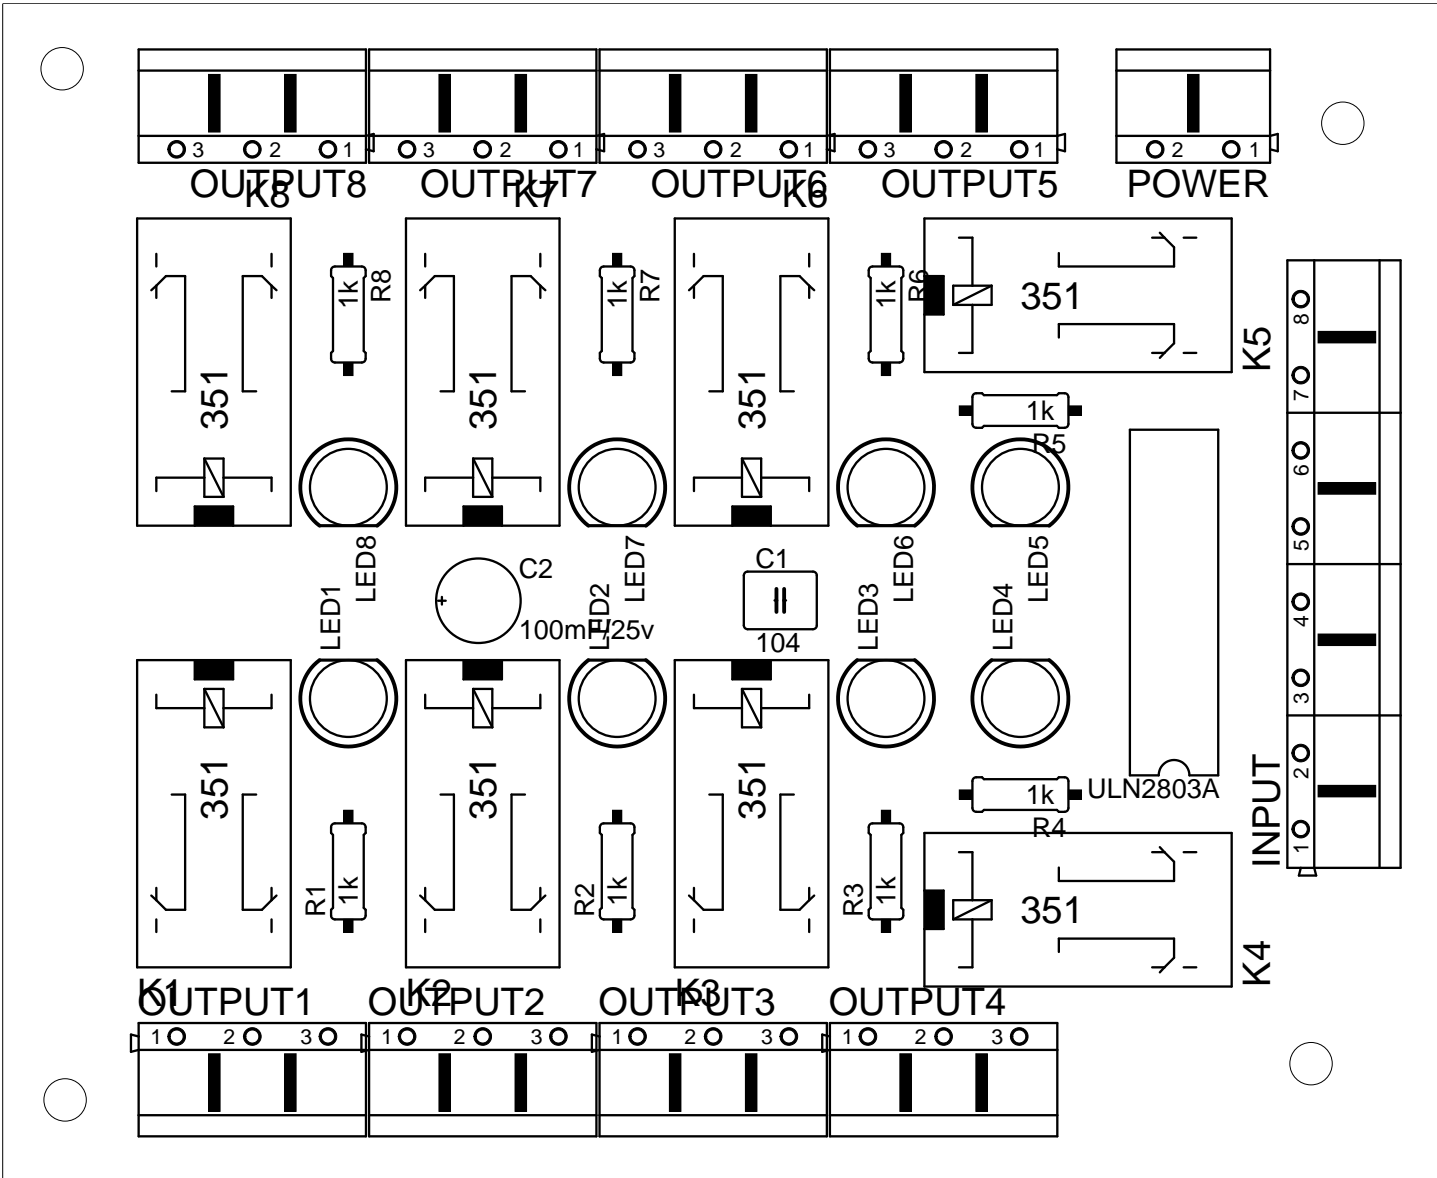 3 2 1 3 2 1 3 2 1 3 2 1 2 1
OUTPUT8 OUTPUT7 OUTPUT6 OUTPUT5 POWER
K8 K7 K6
1k R8 1k R7 1k R6 351
8
K5
7
351 351 351 1k
R5
6
5
LED8 LED7 LED6 LED5
C2 C1
LED1 LED2 LED3 LED4
100mF/25v 104
4
3
351 351 351 1k ULN2803A
R4
2
INPUT
1
R1 1k R2 1k R3 1k 351
K4
K1 K2 K3
OUTPUT1 OUTPUT2 OUTPUT3 OUTPUT4
1 2 3 1 2 3 1 2 3 1 2 3